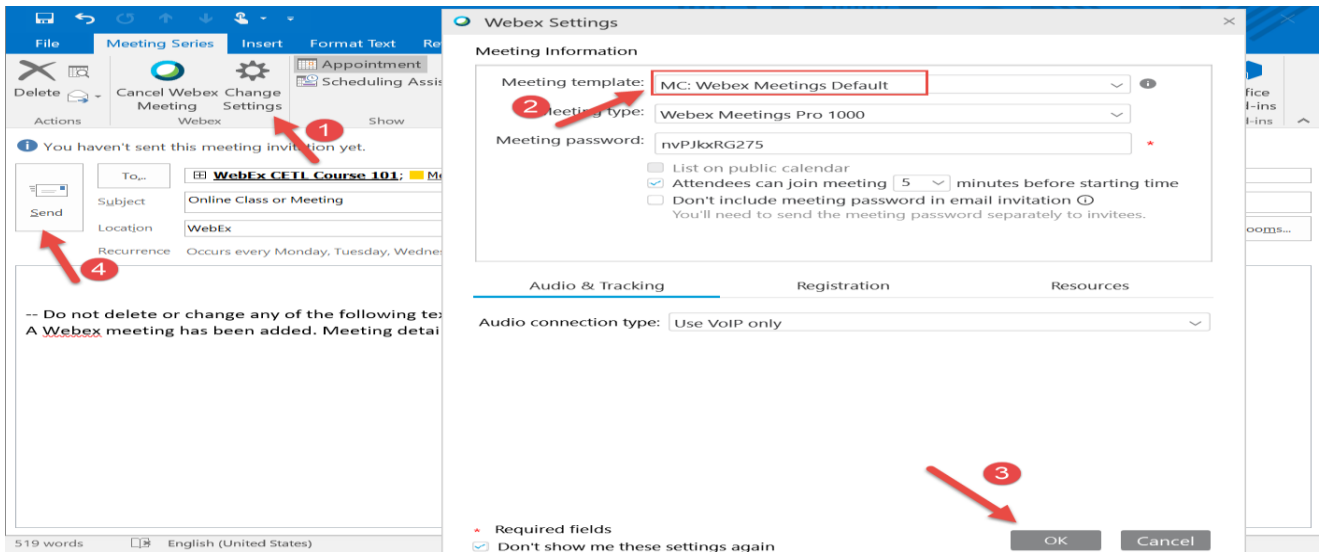 Webex Settings
File Meeting Series Insert Format Text Re
Meeting Information
Delete
Cancel Webex Change
Meeting Settings
Appointment
Scheduling Assis
Actions Webex Show
fice
l-ins
l-ins
1
Meeting template: MC: Webex Meetings Default
2
Meeting type: Webex Meetings Pro 1000
Meeting password: nvPJkxRG275 *
List on public calendar
Attendees can join meeting 5 minutes before starting time
Don't include meeting password in email invitation
You'll need to send the meeting password separately to invitees.
You haven't sent this meeting invitation yet.
To... WebEx CETL Course 101; M
Send
Subject Online Class or Meeting
Location WebEx
ooms...
Recurrence Occurs every Monday, Tuesday, Wednes
4
Audio & Tracking Registration Resources
-- Do not delete or change any of the following te
A Webex meeting has been added. Meeting detai
Audio connection type: Use VoIP only
3
* Required fields
Don't show me these settings again
OK Cancel
519 words English (United States)